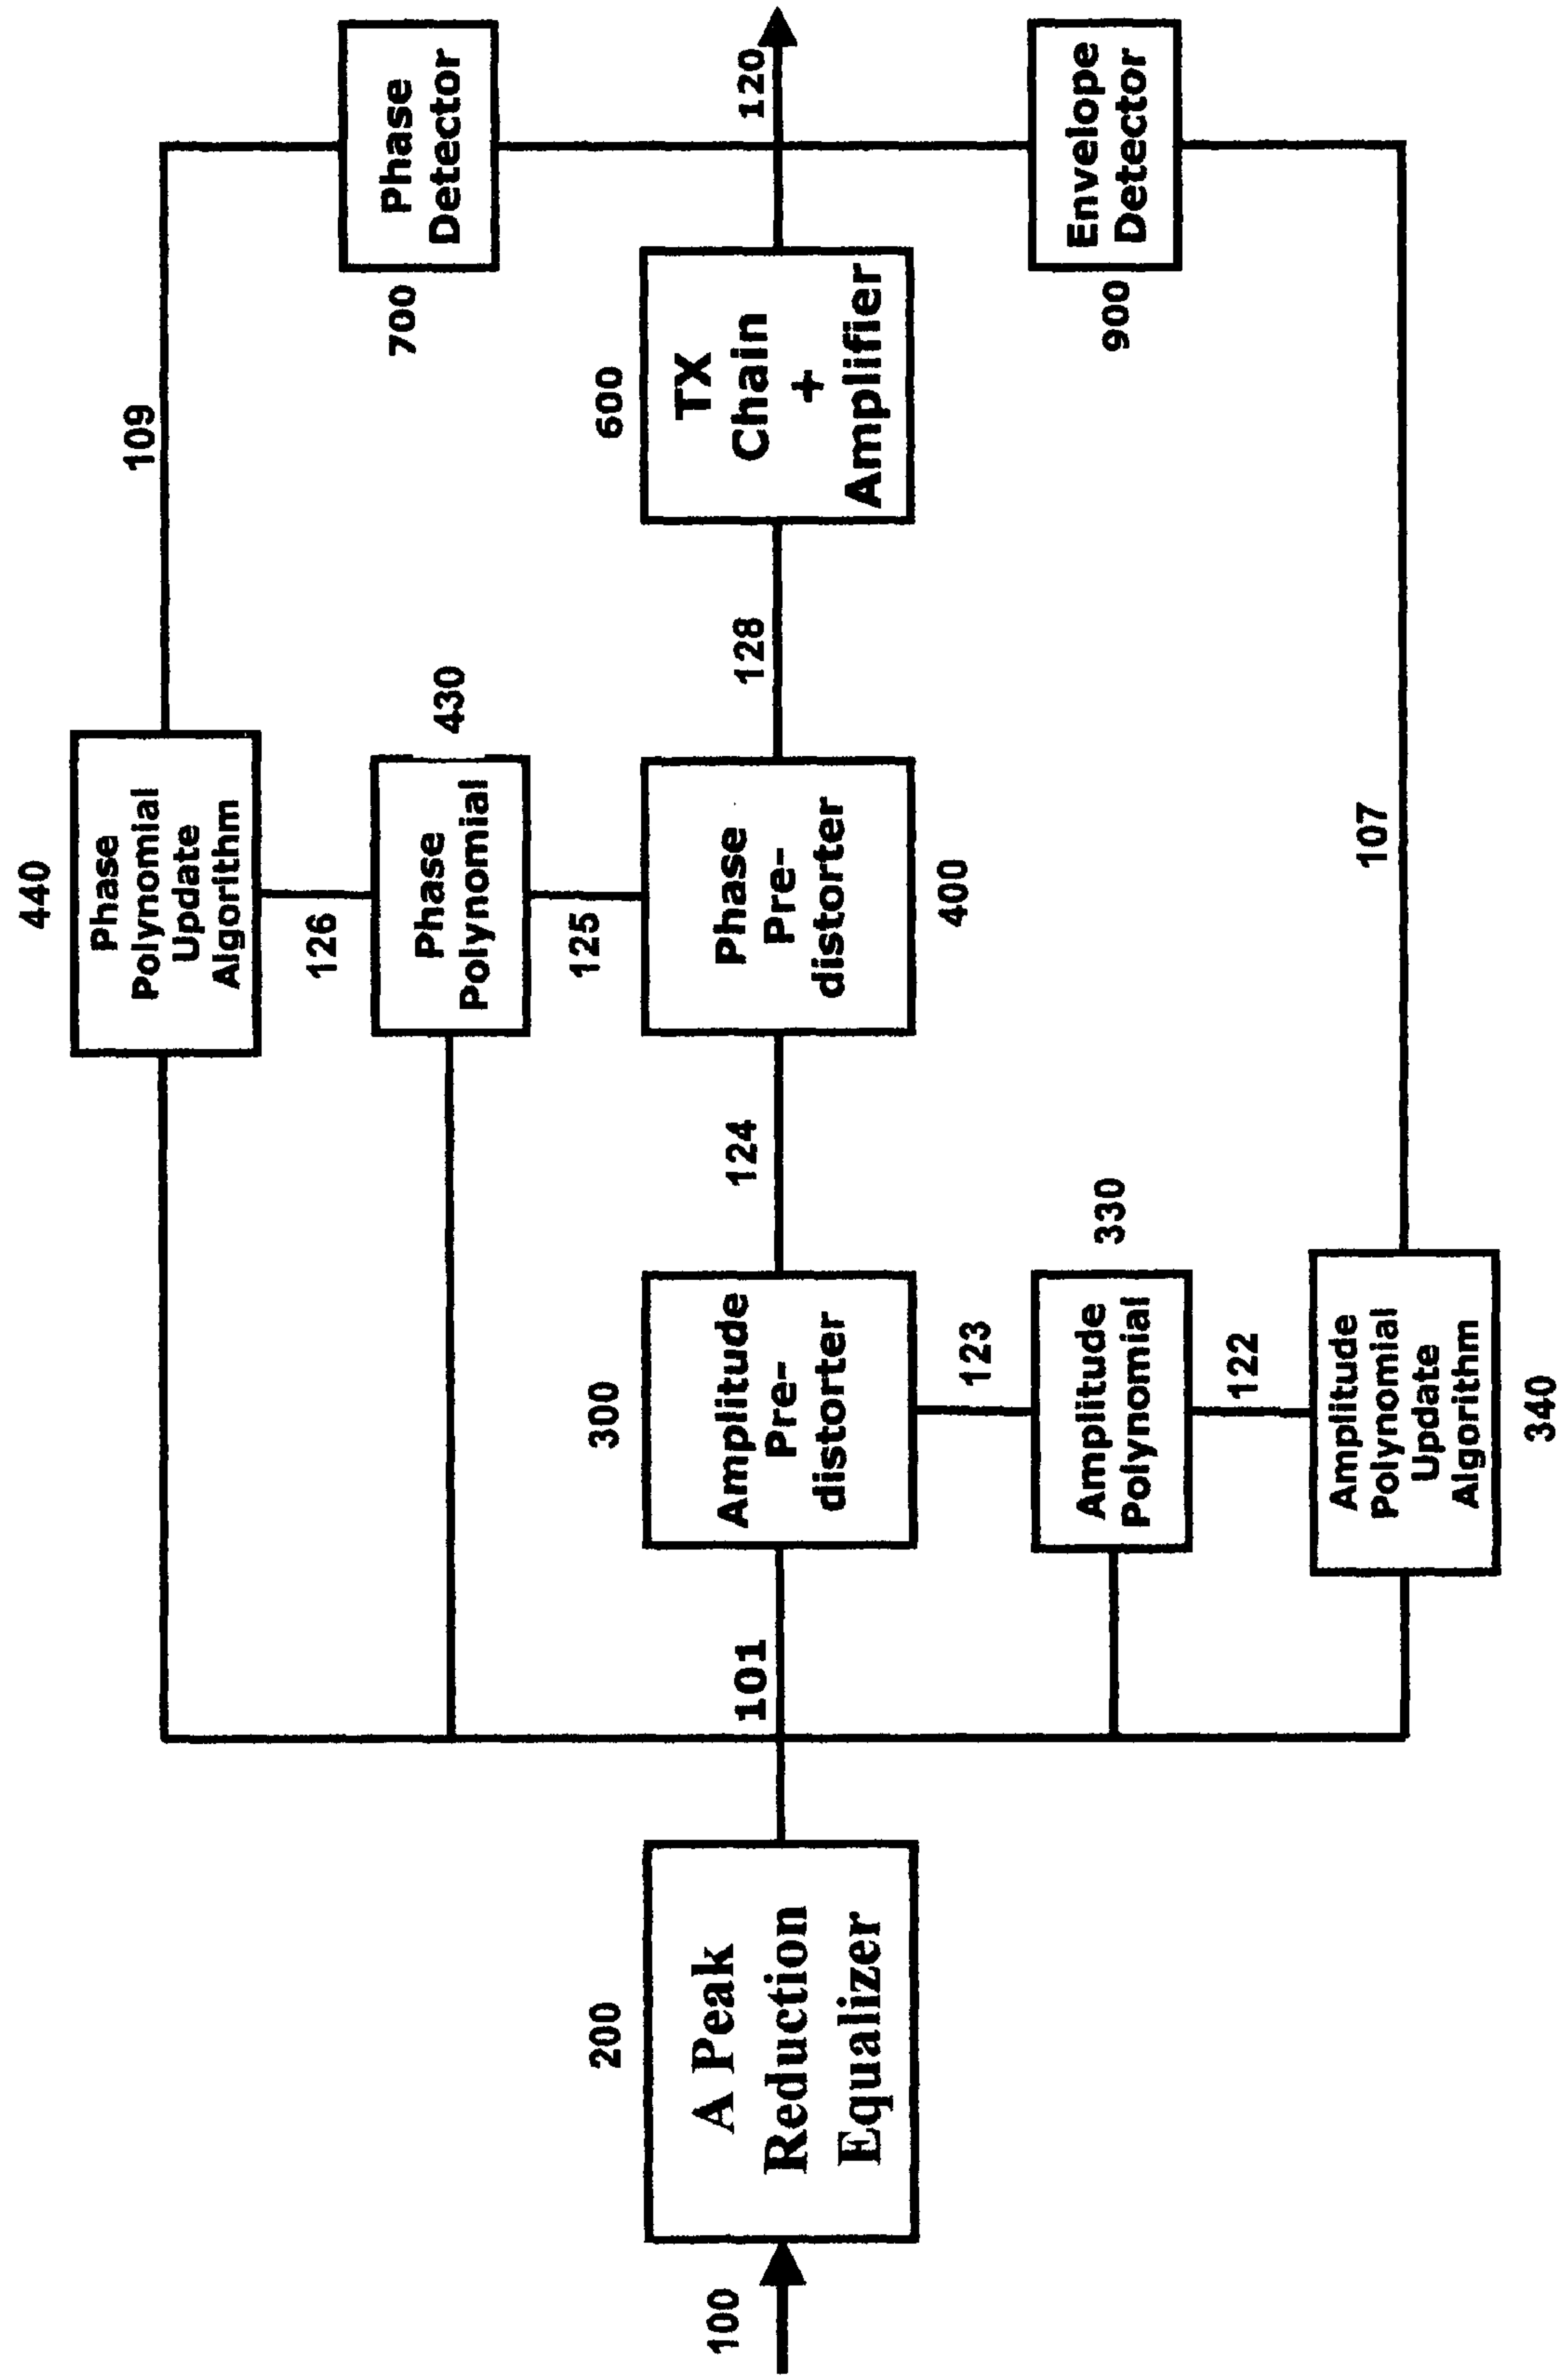 440
Phase
Polynomial
Update
Algorithm
109
126
Phase
Polynomial
430
Phase
Detector
700
125
100
200
A Peak
Reduction
Equalizer
101
300
Amplitude
Pre-
distorter
124
Phase
Pre-
distorter
400
128
600
TX
Chain
+
Amplifier
120
123
Amplitude
Polynomial
330
Envelope
Detector
900
122
Amplitude
Polynomial
Update
Algorithm
340
107